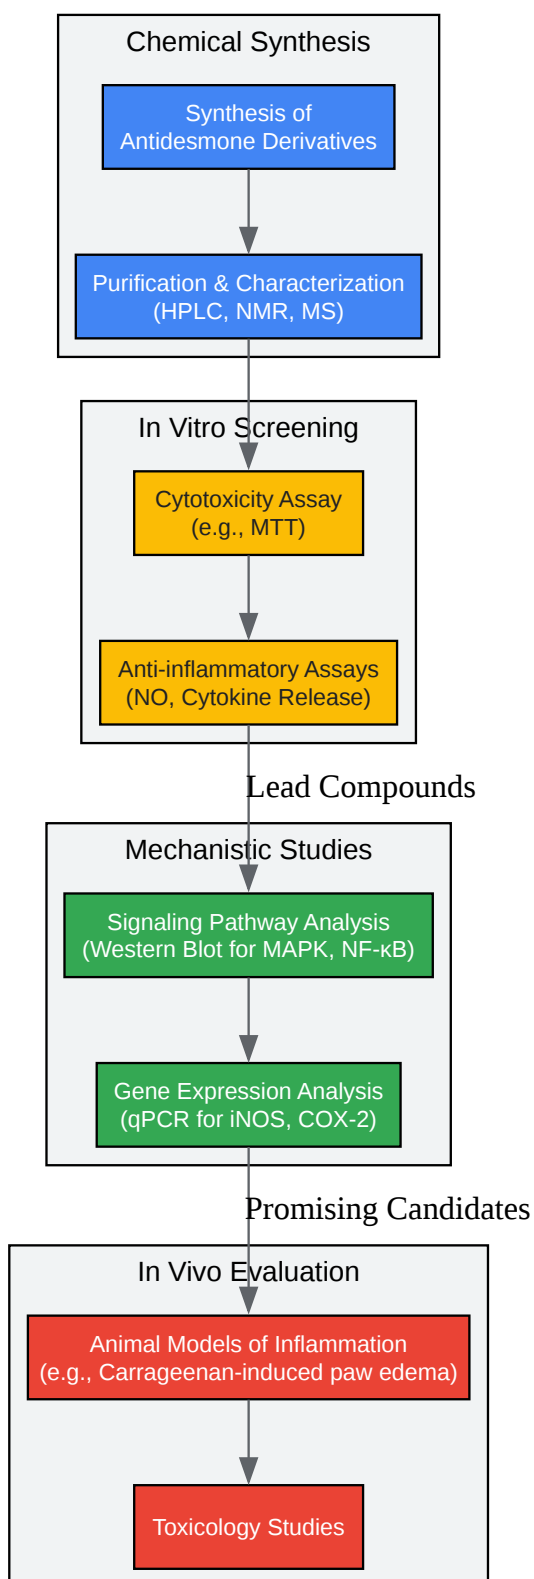 Chemical Synthesis
Synthesis of
Antidesmone Derivatives
Purification & Characterization
(HPLC, NMR, MS)
In Vitro Screening
Cytotoxicity Assay
(e.g., MTT)
Anti-inflammatory Assays
(NO, Cytokine Release)
Lead Compounds
Mechanistic Studies
Signaling Pathway Analysis
(Western Blot for MAPK, NF-κB)
Gene Expression Analysis
(qPCR for iNOS, COX-2)
Promising Candidates
In Vivo Evaluation
Animal Models of Inflammation
(e.g., Carrageenan-induced paw edema)
Toxicology Studies